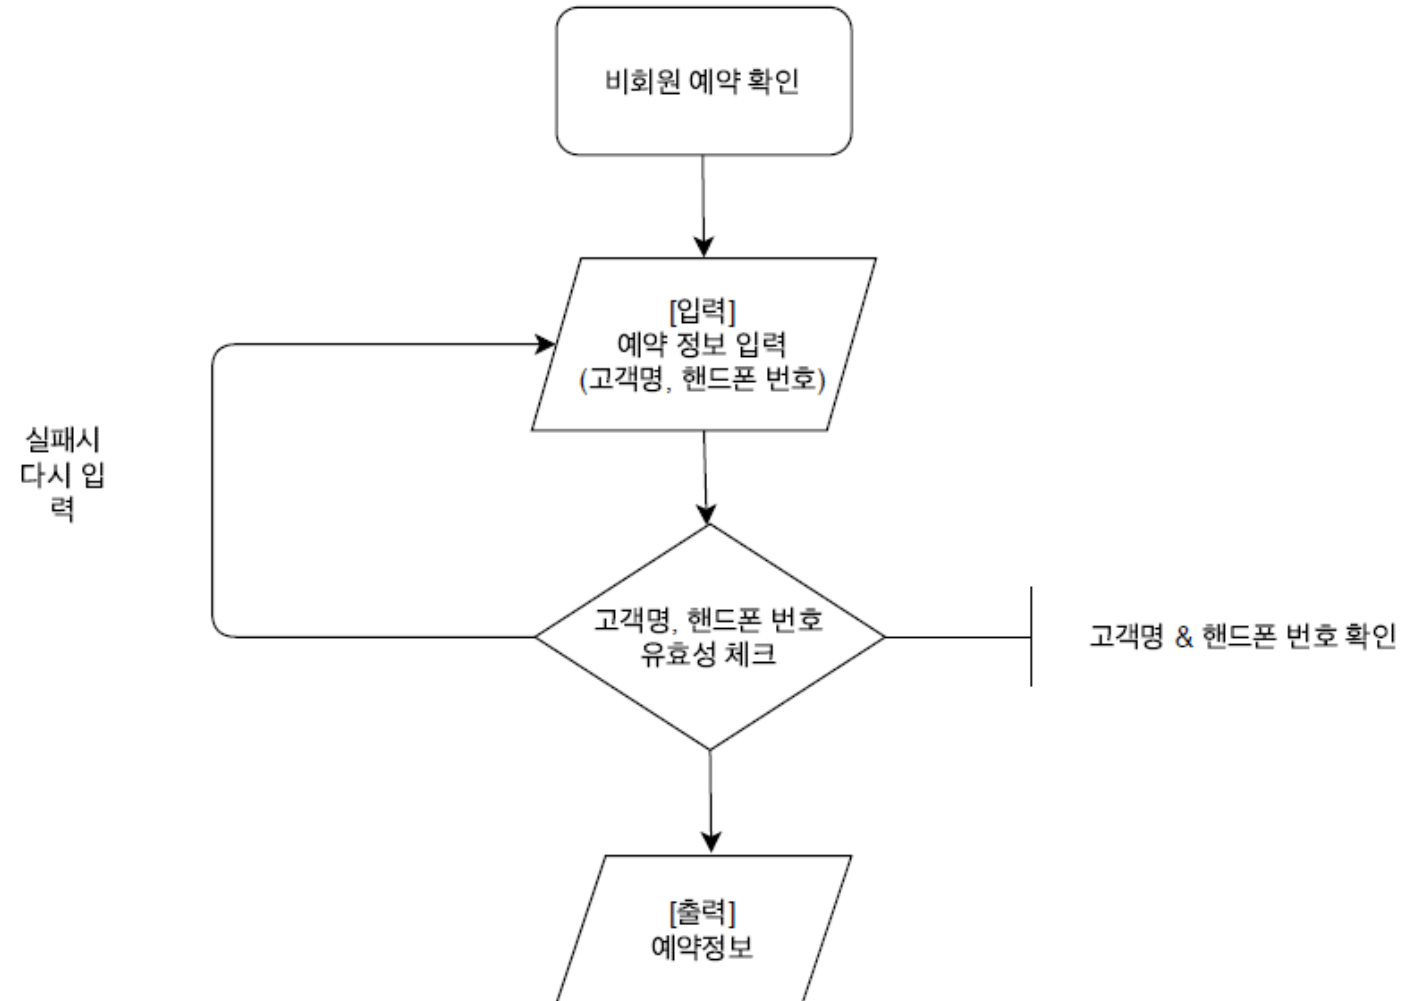 비회원 예약 확인
[입력]
예약 정보 입력
(고객명, 핸드폰 번호)
실패시
다시 입
력
고객명, 핸드폰 번호
유효성 체크
고객명 & 핸드폰 번호 확인
[출력]
예약정보